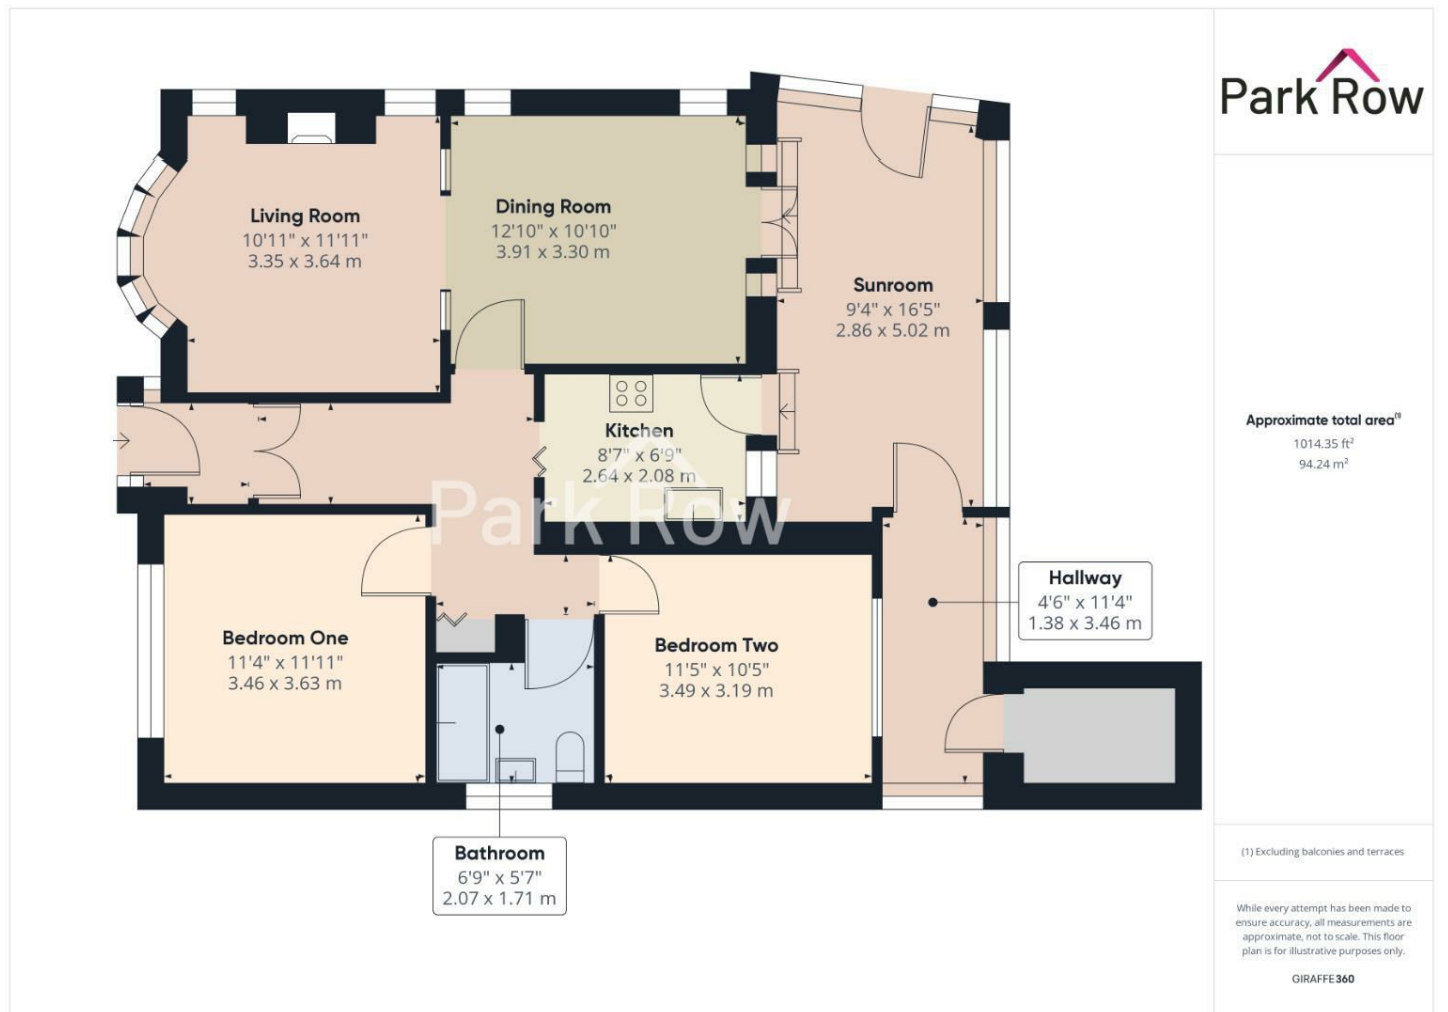 Park Row
Living Room
10'11" x 11'11"
3.35 x 3.64 m
Dining Room
12'10" x 10'10"
3.91 x 3.30 m
Sunroom
9'4" x 16'5"
2.86 x 5.02 m
Kitchen
8'7" x 6'9"
2.64 x 2.08 m
Park Row
Bedroom One
11'4" x 11'11"
3.46 x 3.63 m
Bedroom Two
11'5" x 10'5"
3.49 x 3.19 m
Hallway
4'6" x 11'4"
1.38 x 3.46 m
Bathroom
6'9" x 5'7"
2.07 x 1.71 m
Approximate total area⁽¹⁾
1014.35 ft²
94.24 m²
(1) Excluding balconies and terraces
While every attempt has been made to
ensure accuracy, all measurements are
approximate, not to scale. This floor
plan is for illustrative purposes only.
GIRAFFE360